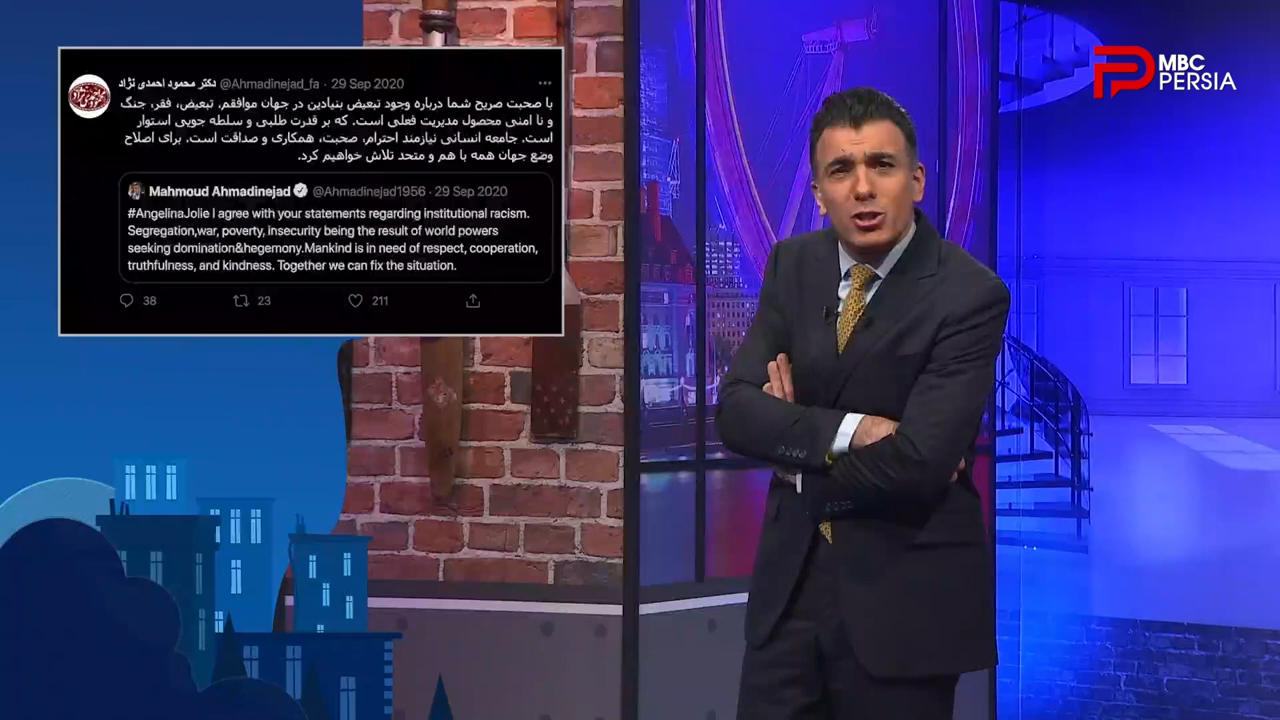 دکتر محمود احمدی نژاد @Ahmadinejad_fa · 29 Sep 2020
با صحبت صریح شما درباره وجود تبعیض بنیادین در جهان موافقم. تبعیض، فقر، جنگ
و نا امنی محصول مدیریت فعلی است. که بر قدرت طلبی و سلطه جویی استوار
است. جامعه انسانی نیازمند احترام، صحبت، همکاری و صداقت است. برای اصلاح
وضع جهان همه با هم و متحد تلاش خواهیم کرد.
Mahmoud Ahmadinejad @Ahmadinejad1956 · 29 Sep 2020
#AngelinaJolie I agree with your statements regarding institutional racism.
Segregation,war, poverty, insecurity being the result of world powers
seeking domination&hegemony.Mankind is in need of respect, cooperation,
truthfulness, and kindness. Together we can fix the situation.
38 23 211
MBC
PERSIA